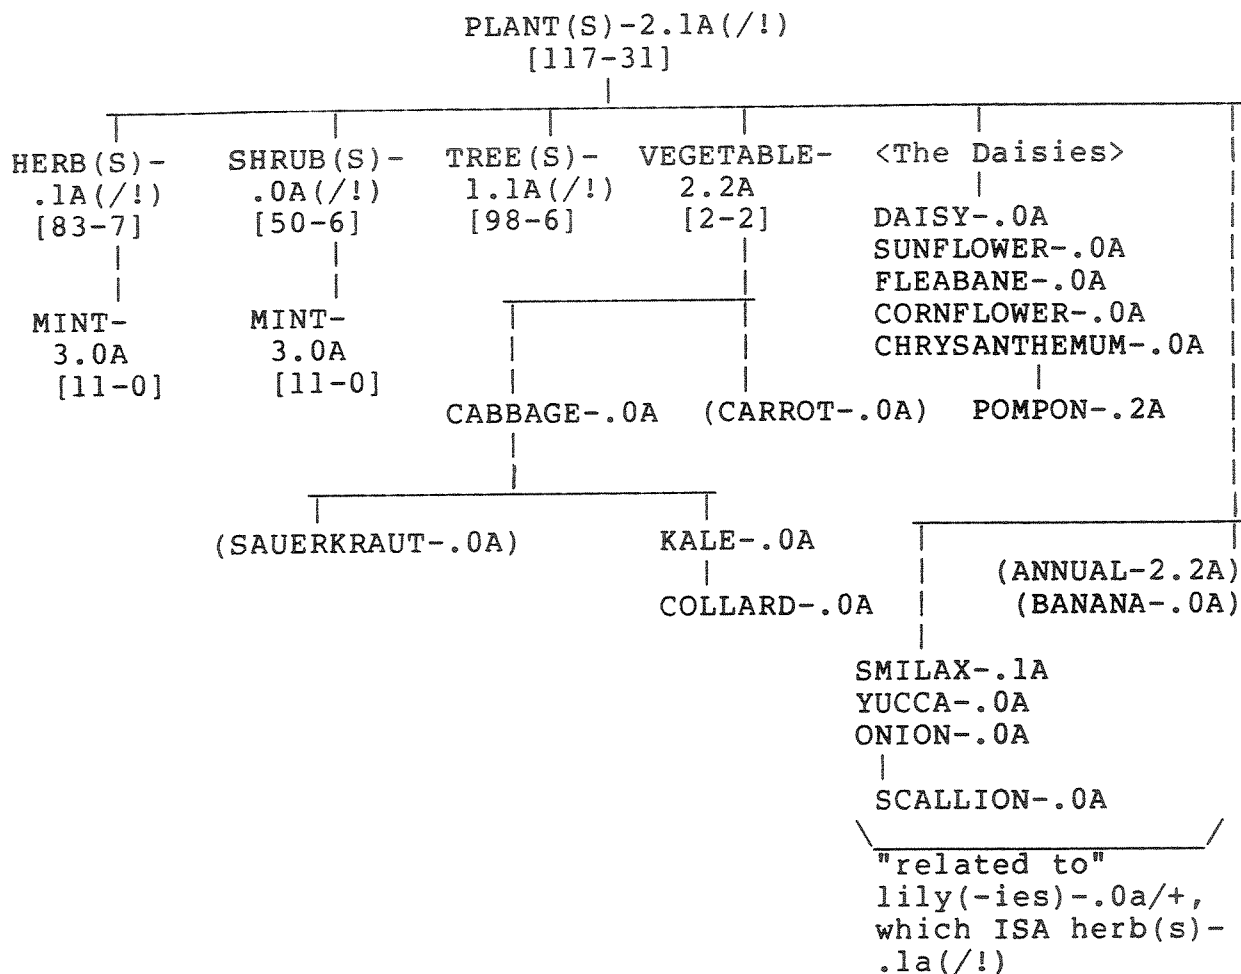 PLANT(S)-2.1A(/!)
[117-31]
HERB(S)- SHRUB(S)- TREE(S)- VEGETABLE- <The Daisies>
.1A(/!) .0A(/!) 1.1A(/!) 2.2A
[83-7] [50-6] [98-6] [2-2] DAISY-.0A
SUNFLOWER-.0A
FLEABANE-.0A
MINT- MINT- CORNFLOWER-.0A
3.0A 3.0A CHRYSANTHEMUM-.0A
[11-0] [11-0]
CABBAGE-.0A (CARROT-.0A) POMPON-.2A
(SAUERKRAUT-.0A) KALE-.0A
(ANNUAL-2.2A)
COLLARD-.0A (BANANA-.0A)
SMILAX-.1A
YUCCA-.0A
ONION-.0A
SCALLION-.0A
"related to"
lily(-ies)-.0a/+,
which ISA herb(s)-
.1a(/!)